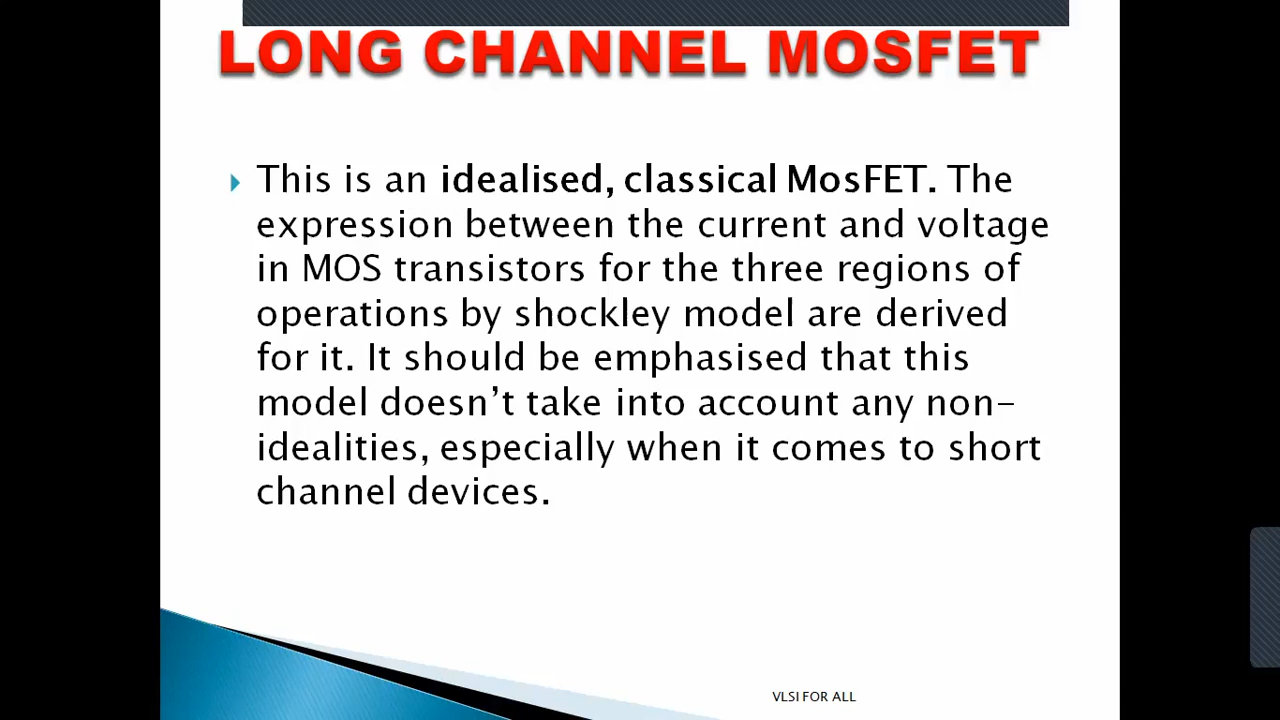 LONG CHANNEL MOSFET
This is an idealised, classical MosFET. The
expression between the current and voltage
in MOS transistors for the three regions of
operations by shockley model are derived
for it. It should be emphasised that this
model doesn't take into account any non-
idealities, especially when it comes to short
channel devices.
VLSI FOR ALL